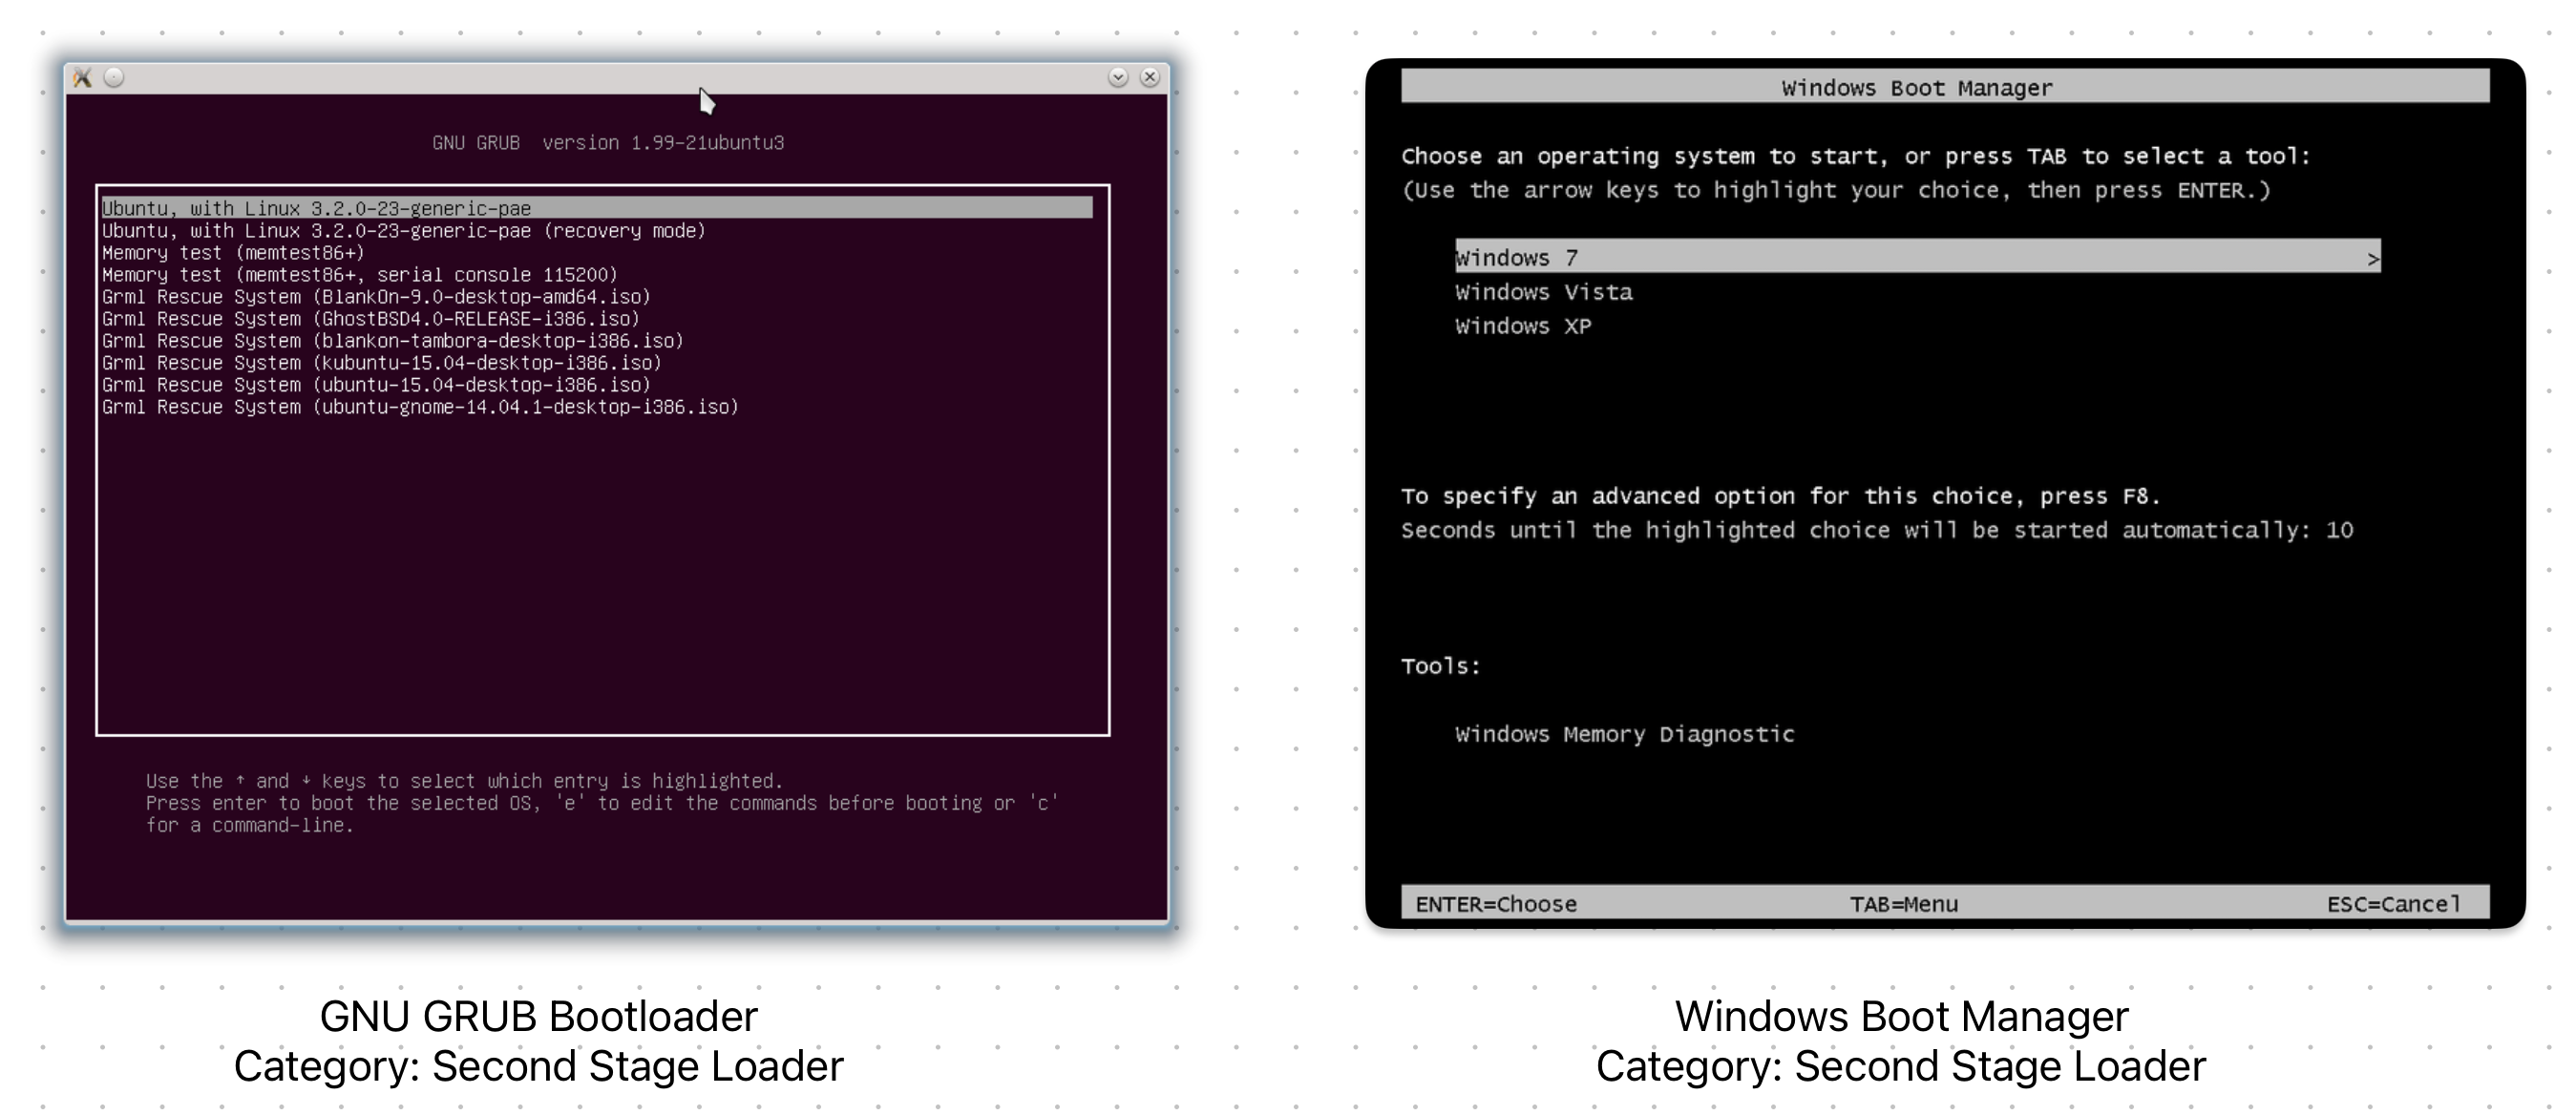 GNU GRUB  version 1.99-21ubuntu3
Ubuntu, with Linux 3.2.0-23-generic-pae
Ubuntu, with Linux 3.2.0-23-generic-pae (recovery mode)
Memory test (memtest86+)
Memory test (memtest86+, serial console 115200)
Grml Rescue System (BlankOn-9.0-desktop-amd64.iso)
Grml Rescue System (GhostBSD4.0-RELEASE-i386.iso)
Grml Rescue System (blankon-tambora-desktop-i386.iso)
Grml Rescue System (kubuntu-15.04-desktop-i386.iso)
Grml Rescue System (ubuntu-15.04-desktop-i386.iso)
Grml Rescue System (ubuntu-gnome-14.04.1-desktop-i386.iso)
Use the ↑ and ↓ keys to select which entry is highlighted.
Press enter to boot the selected OS, 'e' to edit the commands before booting or 'c'
for a command-line.
GNU GRUB Bootloader
Category: Second Stage Loader
Windows Boot Manager
Choose an operating system to start, or press TAB to select a tool:
(Use the arrow keys to highlight your choice, then press ENTER.)
Windows 7 >
Windows Vista
Windows XP
To specify an advanced option for this choice, press F8.
Seconds until the highlighted choice will be started automatically: 10
Tools:
Windows Memory Diagnostic
ENTER=Choose TAB=Menu ESC=Cancel
Windows Boot Manager
Category: Second Stage Loader